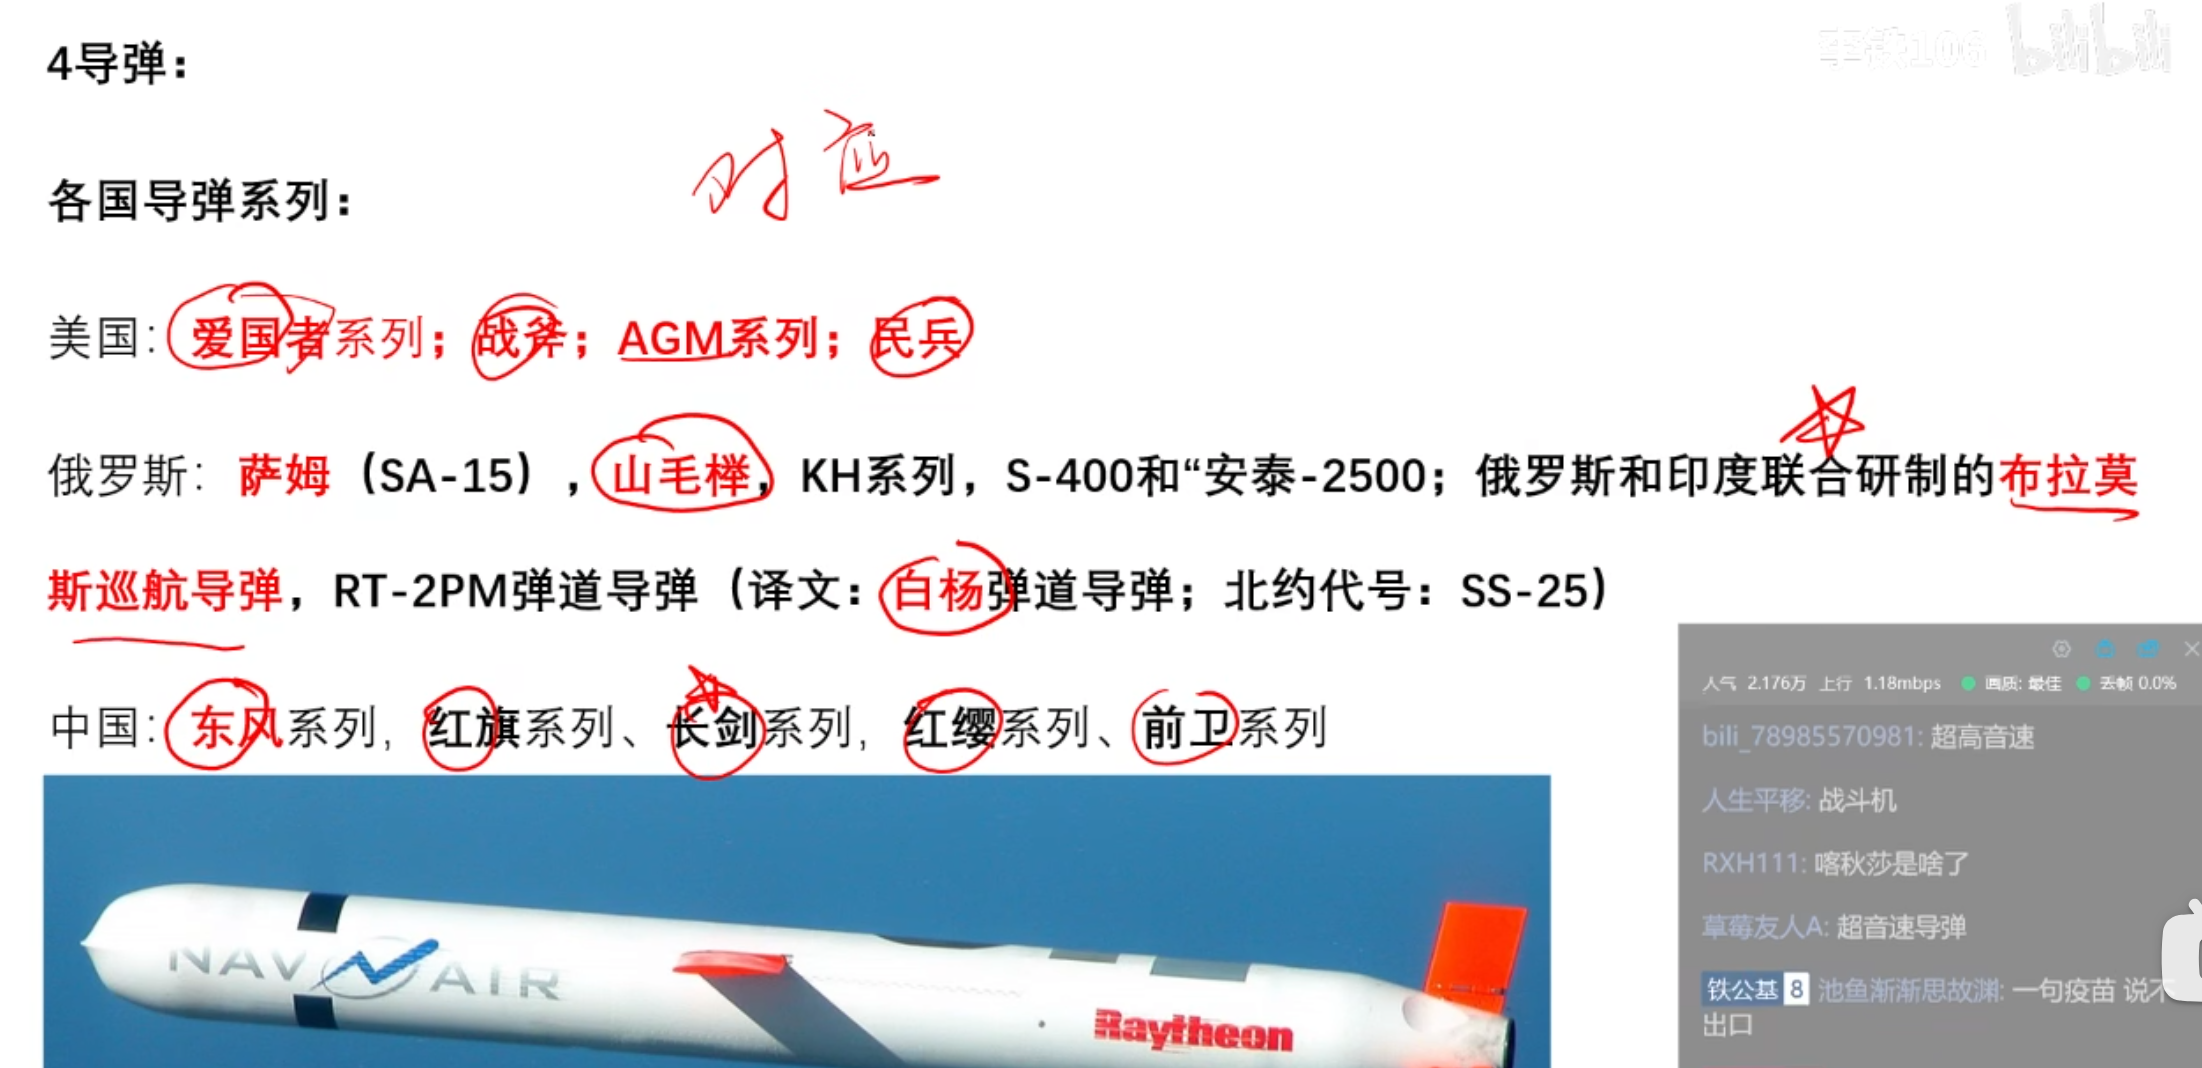 4导弹：
bilibili
对应
各国导弹系列：
美国：爱国者系列；战斧；AGM系列；民兵
俄罗斯：萨姆（SA-15），山毛榉，KH系列，S-400和“安泰-2500；俄罗斯和印度联合研制的布拉莫
斯巡航导弹，RT-2PM弹道导弹（译文：白杨弹道导弹；北约代号：SS-25）
中国：东风系列，红旗系列、长剑系列，红缨系列、前卫系列
NAV AIR
Raytheon
人气 2.176万 上行 1.18mbps 画质: 最佳 丢帧 0.0%
bili_78985570981: 超高音速
人生平移: 战斗机
RXH111: 喀秋莎是啥了
草莓友人A: 超音速导弹
铁公基 8 池鱼渐渐思故渊: 一句疫苗 说不
出口